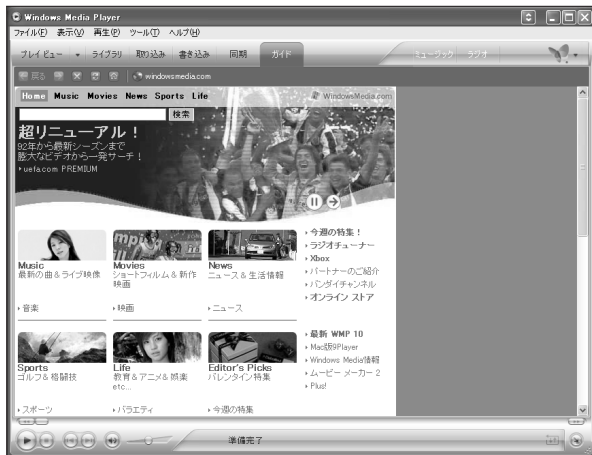 Windows Media Player
ファイル(F) 表示(V) 再生(P) ツール(T) ヘルプ(H)
プレイ ビュー ライブラリ 取り込み 書き込み 同期 ガイド ミュージック ラジオ
戻る windowsmedia.com
Home Music Movies News Sports Life WindowsMedia.com
検索
超リニューアル！
92年から最新シーズンまで
膨大なビデオから一発サーチ！
uefa.com PREMIUM
Music
最新の曲＆ライブ映像
音楽
Movies
ショートフィルム＆新作
映画
映画
News
ニュース＆生活情報
ニュース
今週の特集！
ラジオチューナー
Xbox
パートナーのご紹介
バンダイチャンネル
オンライン ストア
Sports
ゴルフ＆格闘技
スポーツ
Life
教育＆アニメ＆娯楽
etc...
バラエティ
Editor's Picks
バレンタイン特集
今週の特集
最新 WMP 10
Mac版9Player
Windows Media情報
ムービー メーカー 2
Plus!
準備完了